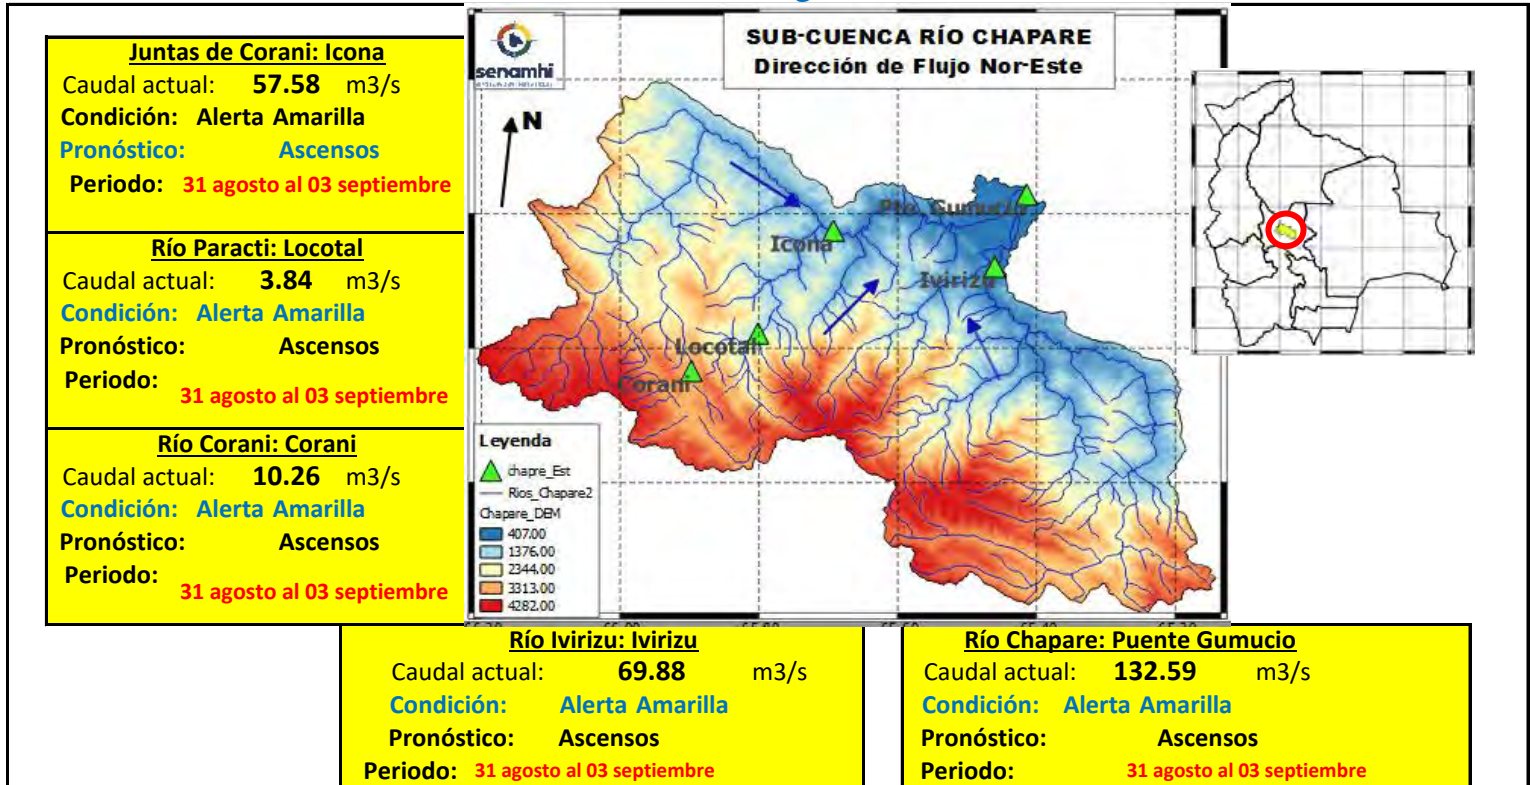 Juntas de Corani: Icona
Caudal actual: 57.58 m3/s
Condición: Alerta Amarilla
Pronóstico: Ascensos
Periodo: 31 agosto al 03 septiembre
Río Paracti: Locotal
Caudal actual: 3.84 m3/s
Condición: Alerta Amarilla
Pronóstico: Ascensos
Periodo:
31 agosto al 03 septiembre
Río Corani: Corani
Caudal actual: 10.26 m3/s
Condición: Alerta Amarilla
Pronóstico: Ascensos
Periodo:
31 agosto al 03 septiembre
senamhi
SUB-CUENCA RÍO CHAPARE
Dirección de Flujo Nor-Este
N
Pte. Gumucio
Icona
Ivirizu
Locotal
Corani
Leyenda
chapre_Est
Rios_Chapare2
Chapare_DEM
407.00
1376.00
2344.00
3313.00
4282.00
Río Ivirizu: Ivirizu
Caudal actual: 69.88 m3/s
Condición: Alerta Amarilla
Pronóstico: Ascensos
Periodo: 31 agosto al 03 septiembre
Río Chapare: Puente Gumucio
Caudal actual: 132.59 m3/s
Condición: Alerta Amarilla
Pronóstico: Ascensos
Periodo: 31 agosto al 03 septiembre